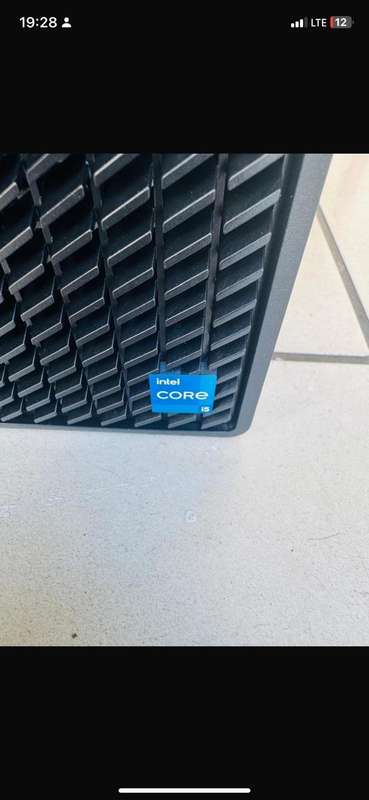 19:28
LTE 12
intel
CORE
i5